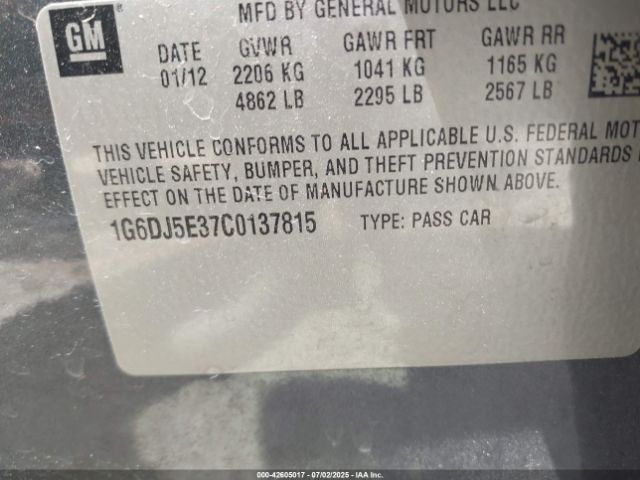 GM
MFD BY GENERAL MOTORS LLC
DATE GVWR GAWR FRT GAWR RR
01/12 2206 KG 1041 KG 1165 KG
4862 LB 2295 LB 2567 LB
THIS VEHICLE CONFORMS TO ALL APPLICABLE U.S. FEDERAL MOT
VEHICLE SAFETY, BUMPER, AND THEFT PREVENTION STANDARDS
EFFECT ON THE DATE OF MANUFACTURE SHOWN ABOVE.
1G6DJ5E37C0137815 TYPE: PASS CAR
000-42605017 - 07/02/2025 - IAAI Inc.